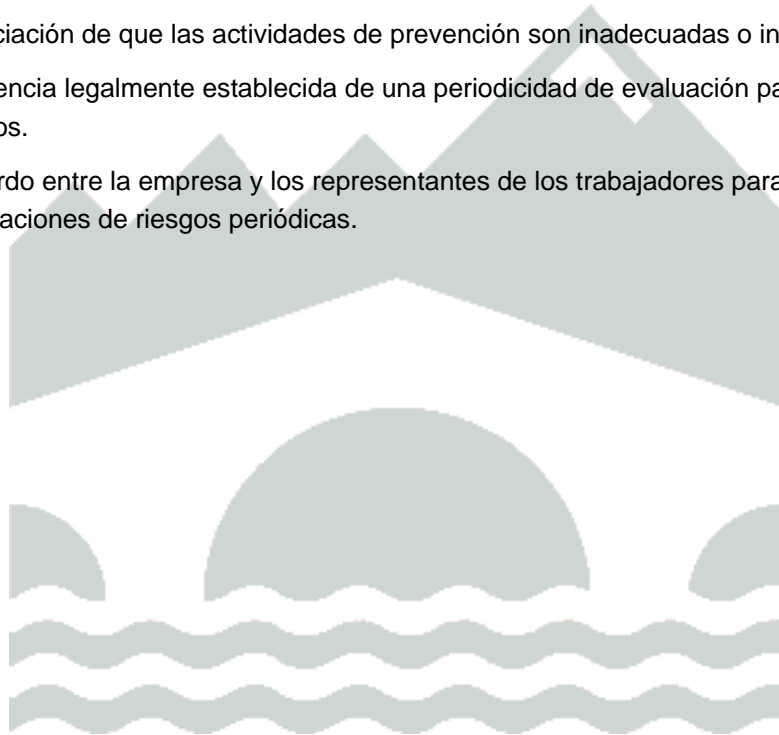 ciación de que las actividades de prevención son inadecuadas o in
encia legalmente establecida de una periodicidad de evaluación pa
os.
rdo entre la empresa y los representantes de los trabajadores para
aciones de riesgos periódicas.